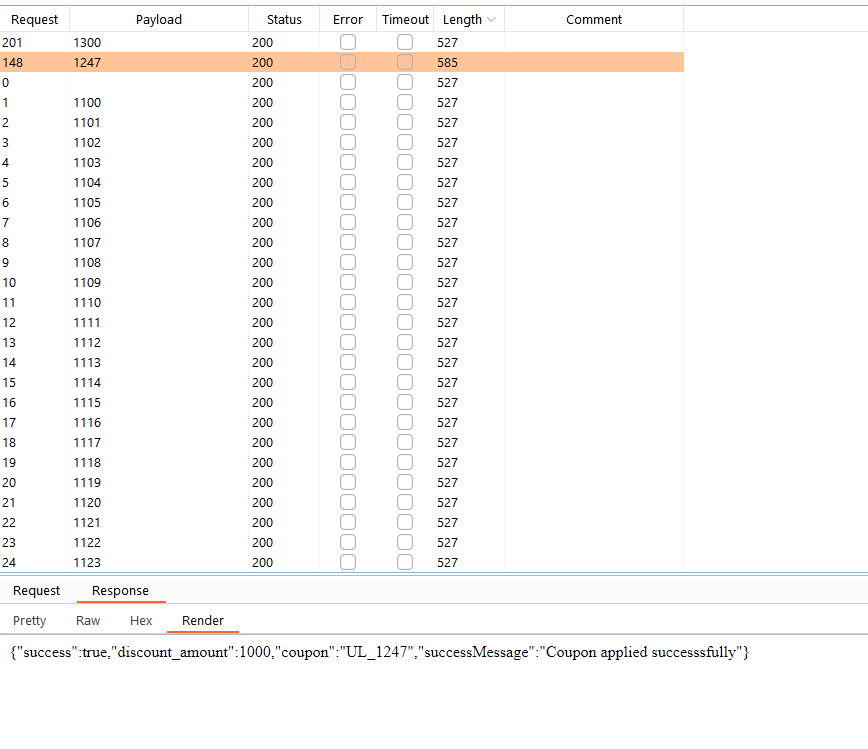 Request Payload Status Error Timeout Length Comment
201 1300 200 527
148 1247 200 585
0 200 527
1 1100 200 527
2 1101 200 527
3 1102 200 527
4 1103 200 527
5 1104 200 527
6 1105 200 527
7 1106 200 527
8 1107 200 527
9 1108 200 527
10 1109 200 527
11 1110 200 527
12 1111 200 527
13 1112 200 527
14 1113 200 527
15 1114 200 527
16 1115 200 527
17 1116 200 527
18 1117 200 527
19 1118 200 527
20 1119 200 527
21 1120 200 527
22 1121 200 527
23 1122 200 527
24 1123 200 527
Request Response
Pretty Raw Hex Render
{"success":true,"discount_amount":1000,"coupon":"UL_1247","successMessage":"Coupon applied successsfully"}